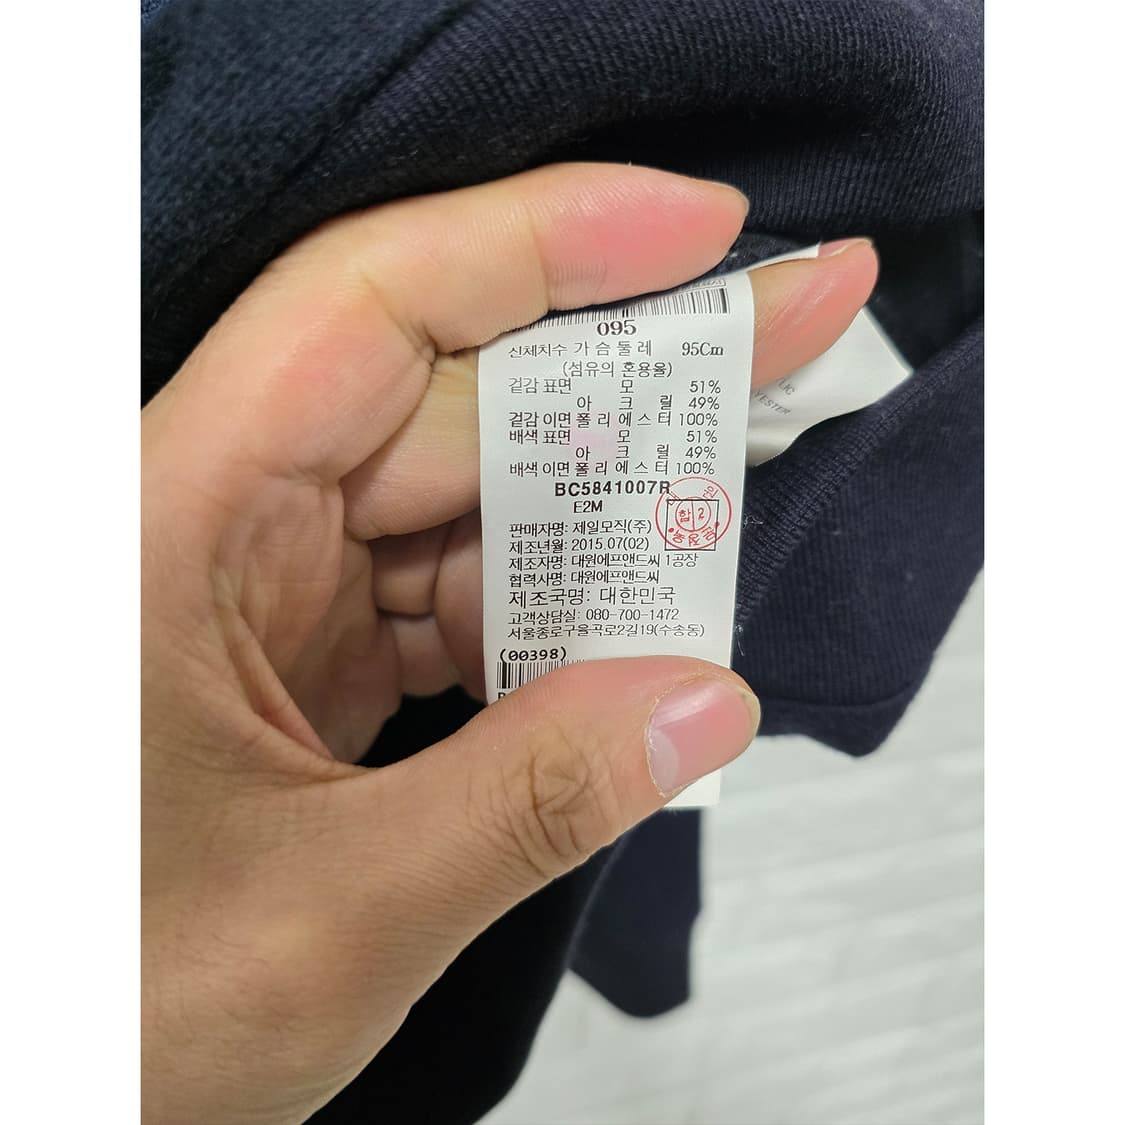 095
신체치수 가 슴 둘 레 95Cm
(섬유의 혼용율)
겉감 표면 모 51%
아 크 릴 49%
겉감 이면 폴 리 에 스 터 100%
배색 표면 모 51%
아 크 릴 49%
배색 이면 폴 리 에 스 터 100%
BC5841007R
E2M
합 2
판매자명: 제일모직(주)
제조년월: 2015.07(02)
제조자명: 대원에프앤드씨 1공장
협력사명: 대원에프앤드씨
제조국명: 대한민국
고객상담실: 080-700-1472
서울종로구율곡로2길19(수송동)
(00398)